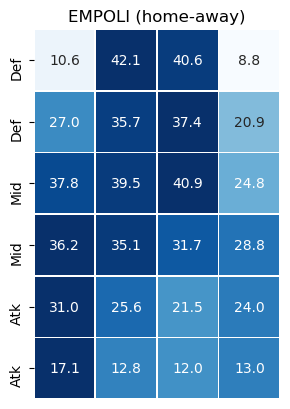 EMPOLI (home-away)
Def 10.6 42.1 40.6 8.8
Def 27.0 35.7 37.4 20.9
Mid 37.8 39.5 40.9 24.8
Mid 36.2 35.1 31.7 28.8
Atk 31.0 25.6 21.5 24.0
Atk 17.1 12.8 12.0 13.0